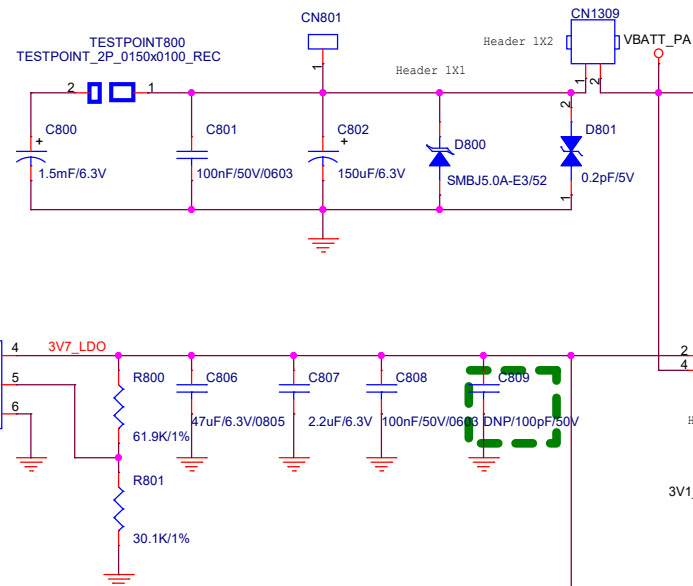 CN1309
CN801
VBATT_PA
Header 1X2
TESTPOINT800
TESTPOINT_2P_0150x0100_REC
Header 1X1
1
1
2
2
1
2
C800
+
1.5mF/6.3V
C801
100nF/50V/0603
C802
+
150uF/6.3V
D800
SMBJ5.0A-E3/52
D801
0.2pF/5V
1
4
3V7_LDO
2
4
5
6
R800
61.9K/1%
C806
47uF/6.3V/0805
C807
2.2uF/6.3V
C808
100nF/50V/0603
C809
DNP/100pF/50V
H
R801
30.1K/1%
3V1_